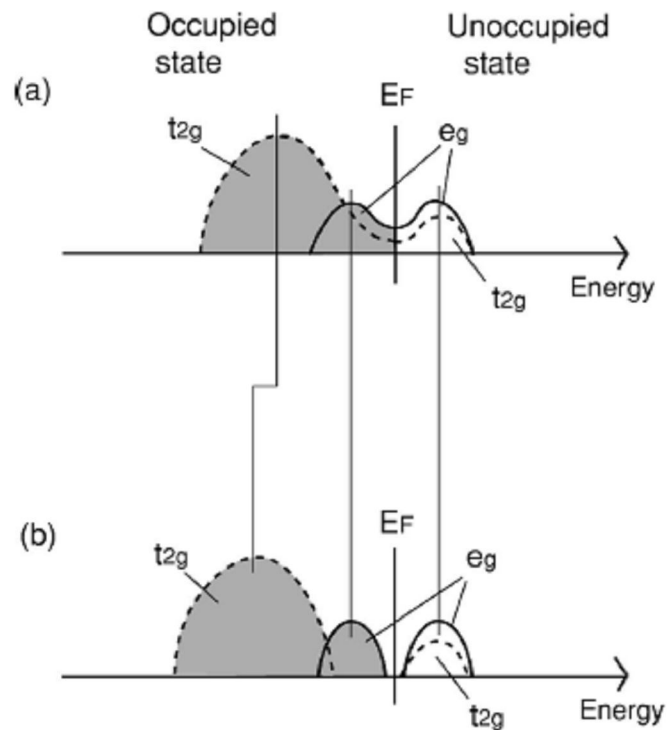 Occupied state
Unoccupied state
(a)
EF
t2g
eg
t2g
Energy
(b)
EF
t2g
eg
t2g
Energy